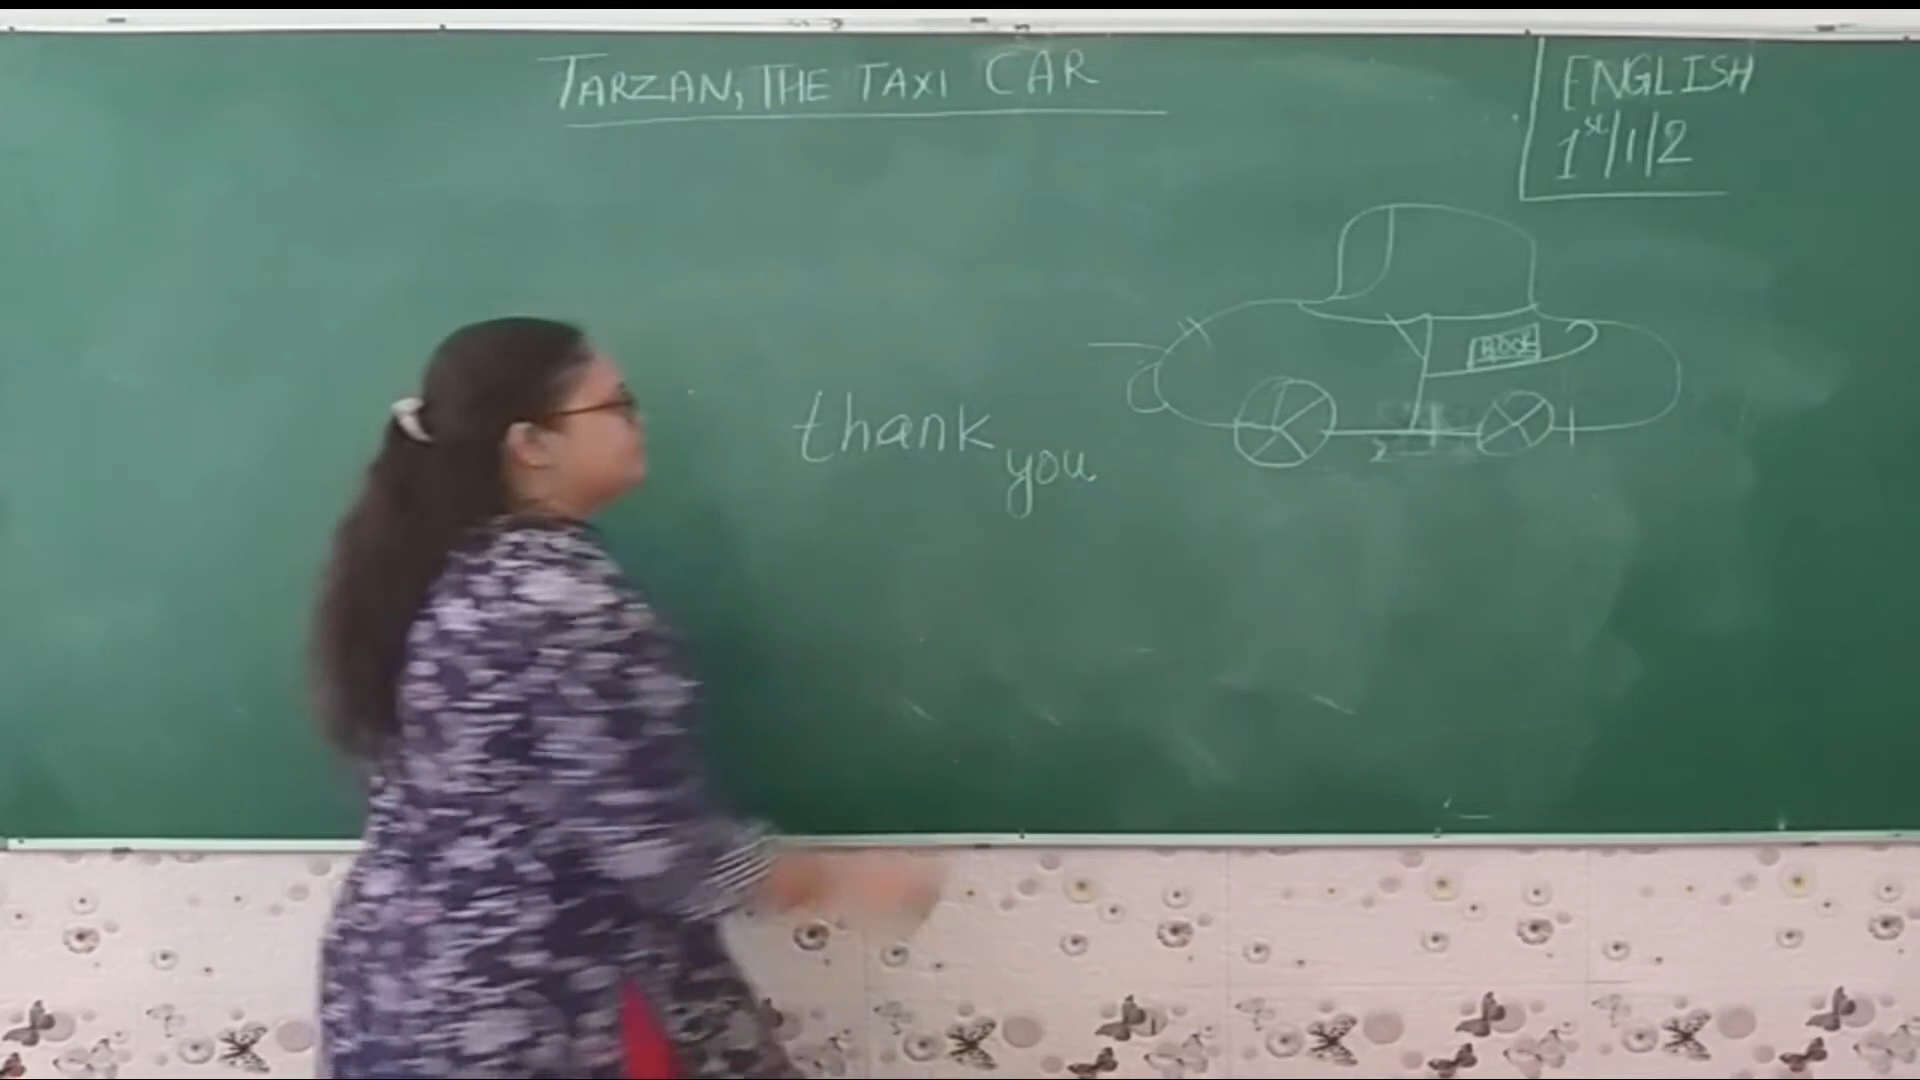 TARZAN, THE TAXI CAR
ENGLISH
1st/1/2
thank
you